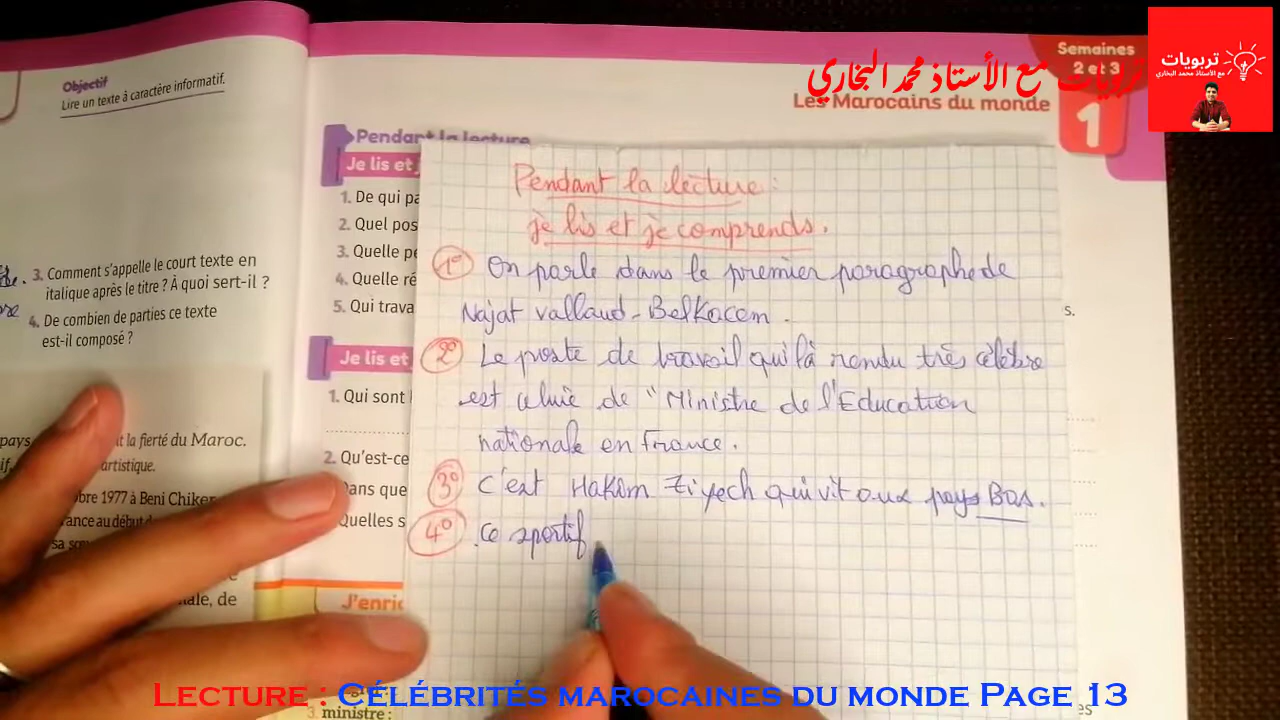 Objectif
Lire un texte à caractère informatif.
3. Comment s'appelle le court texte en
italique après le titre ? À quoi sert-il ?
4. De combien de parties ce texte
est-il composé ?
pays
t la fierté du Maroc.
artistique.
bre 1977 à Beni Chiker
rance au début
sa son
ale, de
3. ministre :
Semaines
2 et 3
تربويات مع الأستاذ محمد البخاري
تربويات
مع الأستاذ محمد البخاري
Les Marocains du monde
1
Pendant la lecture
Je lis et j
1. De qui pa
2. Quel pos
3. Quelle pe
4. Quelle ré
5. Qui trava
s.
Je lis et
1. Qui sont
2. Qu'est-ce
Dans que
Quelles s
J'enric
Pendant la lecture :
je lis et je comprends.
1° On parle dans le premier paragraphe de
Najat Vallaud-Belkacem.
2° Le poste de travail qui l'à rendu très célèbre
est celuie de "Ministre de l'Education
nationale en France.
3° C'est Hakim Ziyech qui vit aux pays Bas.
4° Ce sportif
Lecture : Célébrités marocaines du monde Page 13